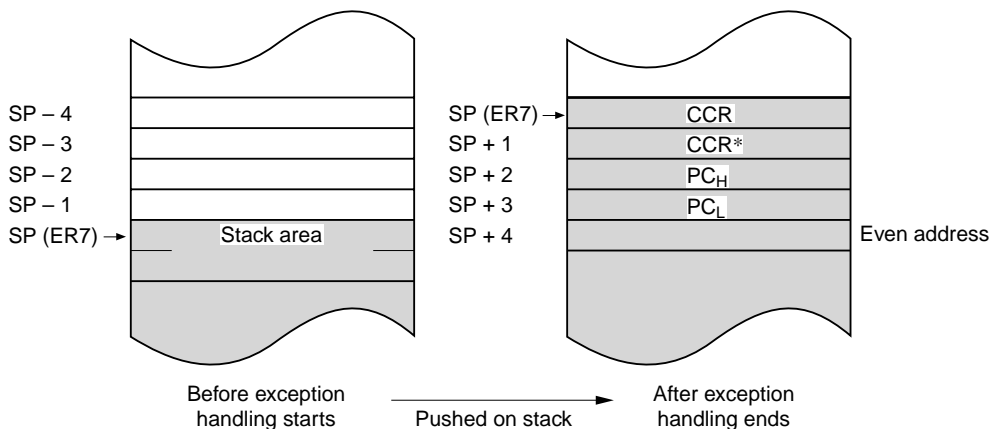 SP – 4
SP – 3
SP – 2
SP – 1
SP (ER7)
Stack area
SP (ER7)
SP + 1
SP + 2
SP + 3
SP + 4
CCR
CCR*
PCH
PCL
Even address
Before exception
handling starts
Pushed on stack
After exception
handling ends